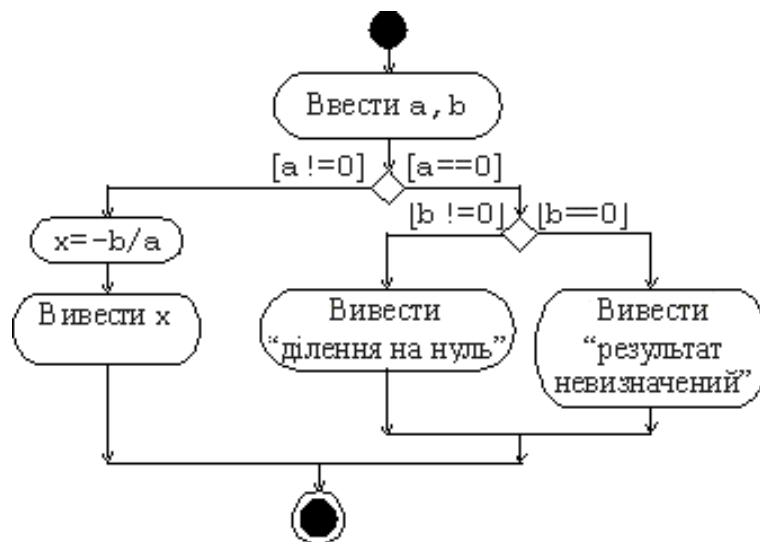 Ввести a,b
[a !=0]
[a==0]
[b !=0]
[b==0]
x=-b/a
Вивести x
Вивести
“ділення на нуль”
Вивести
“результат
невизначений”